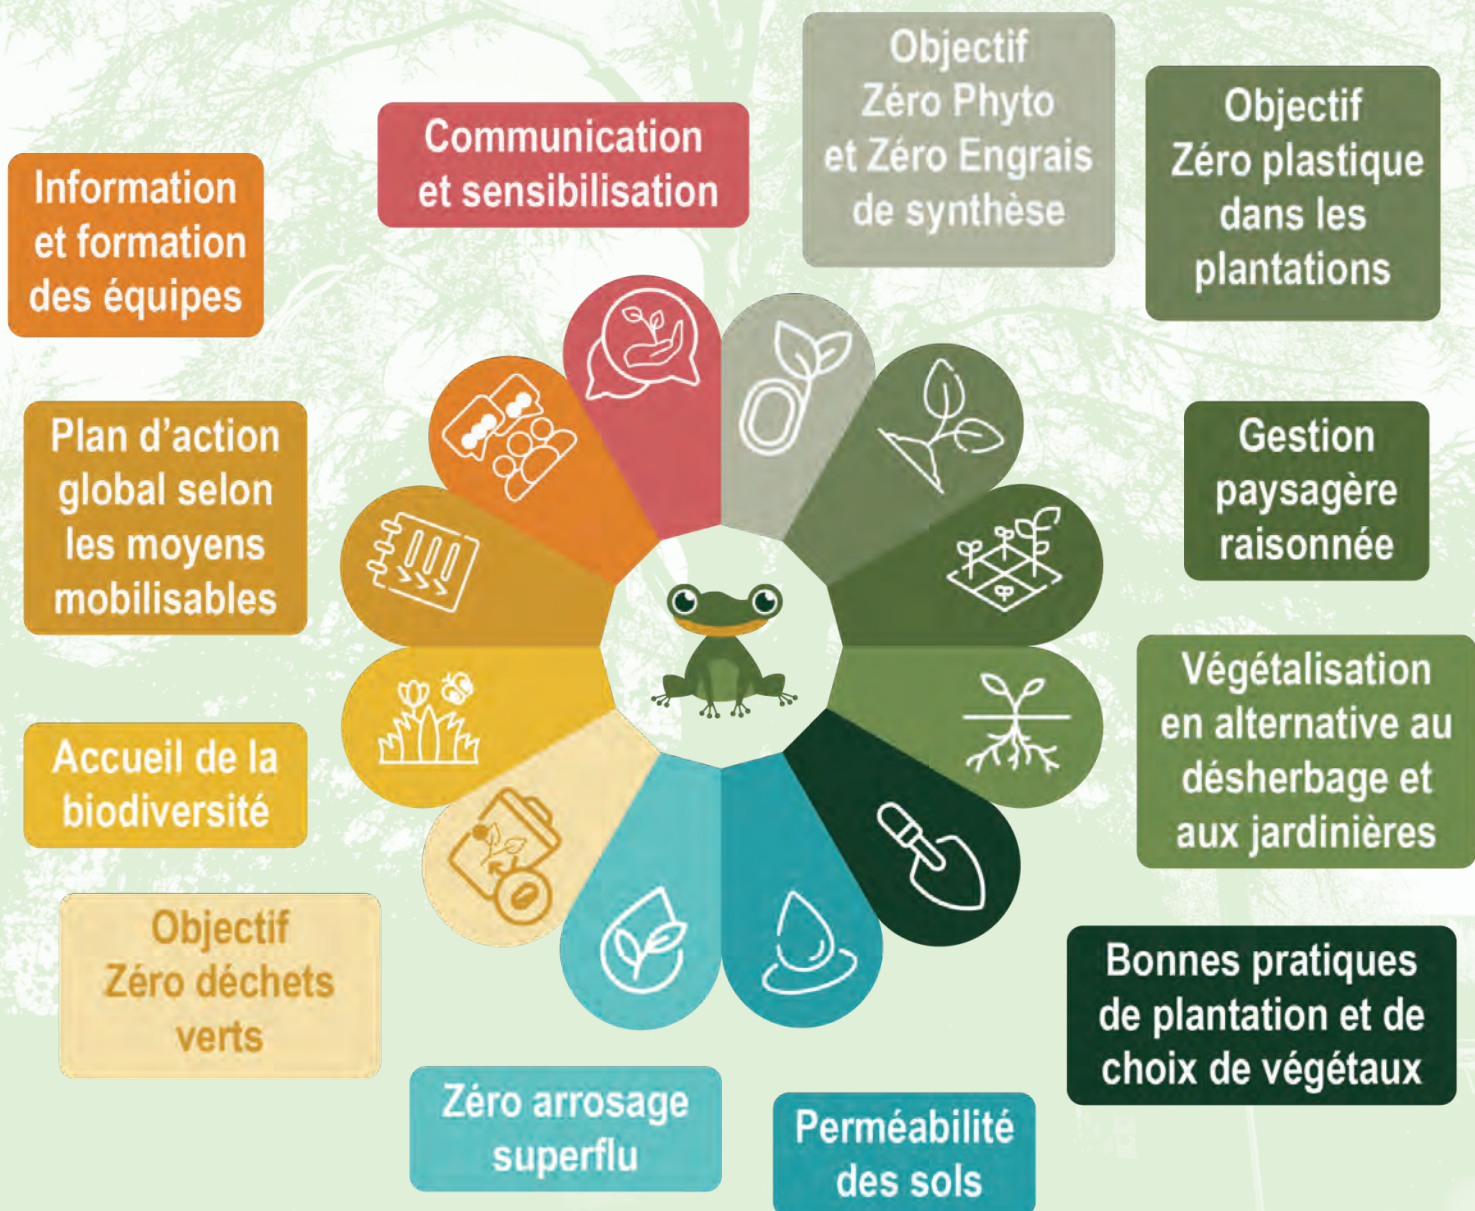 Objectif
Zéro Phyto
et Zéro Engrais
de synthèse
Objectif
Zéro plastique
dans les
plantations
Gestion
paysagère
raisonnée
Végétalisation
en alternative au
désherbage et
aux jardinières
Bonnes pratiques
de plantation et de
choix de végétaux
Perméabilité
des sols
Zéro arrosage
superflu
Objectif
Zéro déchets
verts
Accueil de la
biodiversité
Plan d'action
global selon
les moyens
mobilisables
Information
et formation
des équipes
Communication
et sensibilisation